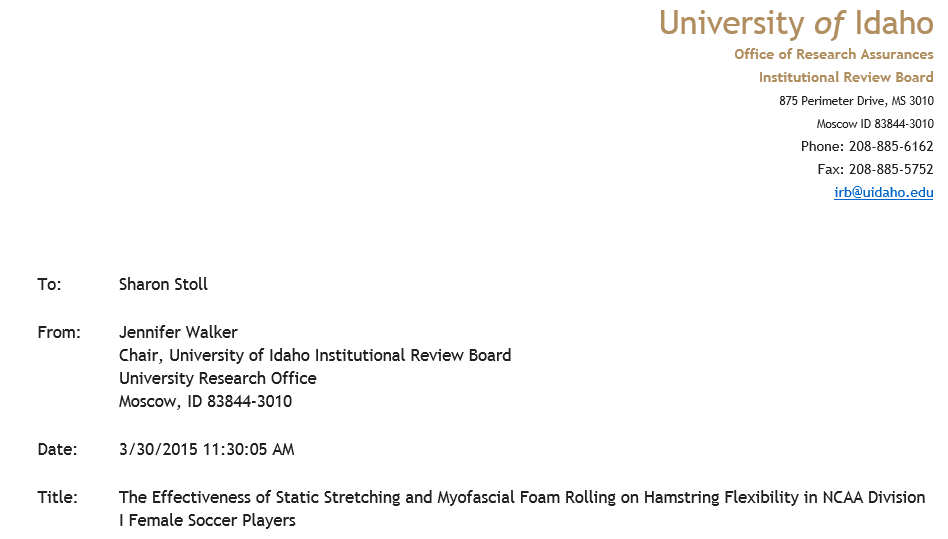 University of Idaho
Office of Research Assurances
Institutional Review Board
875 Perimeter Drive, MS 3010
Moscow ID 83844-3010
Phone: 208-885-6162
Fax: 208-885-5752
irb@uidaho.edu
To: Sharon Stoll
From: Jennifer Walker
Chair, University of Idaho Institutional Review Board
University Research Office
Moscow, ID 83844-3010
Date: 3/30/2015 11:30:05 AM
Title: The Effectiveness of Static Stretching and Myofascial Foam Rolling on Hamstring Flexibility in NCAA Division
I Female Soccer Players